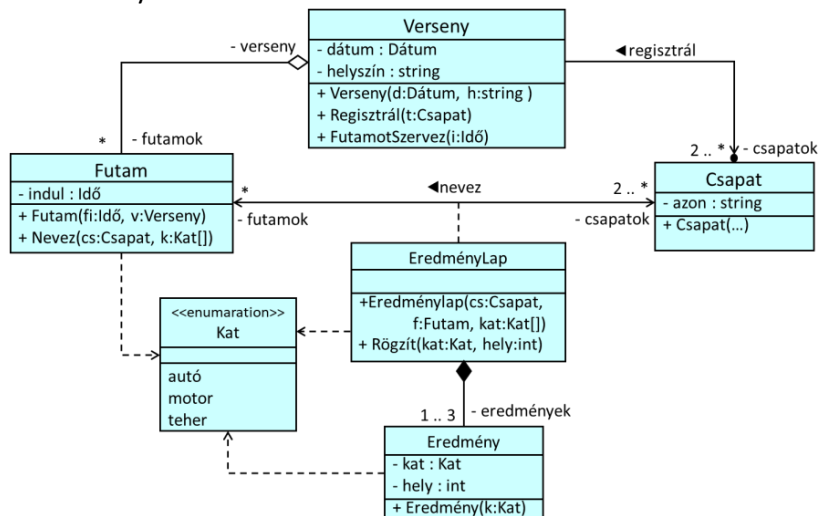 Verseny
- dátum : Dátum
- helyszín : string
+ Verseny(d:Dátum, h:string )
+ Regisztrál(t:Csapat)
+ FutamotSzervez(i:Idő)
- verseny
◄regisztrál
* - futamok
2 .. * - csapatok
Futam
- indul : Idő
+ Futam(fi:Idő, v:Verseny)
+ Nevez(cs:Csapat, k:Kat[])
*
- futamok
◄nevez
2 .. *
- csapatok
Csapat
- azon : string
+ Csapat(...)
EredményLap
+Eredménylap(cs:Csapat,
f:Futam, kat:Kat[])
+ Rögzít(kat:Kat, hely:int)
<<enumaration>>
Kat
autó
motor
teher
1 .. 3 - eredmények
Eredmény
- kat : Kat
- hely : int
+ Eredmény(k:Kat)